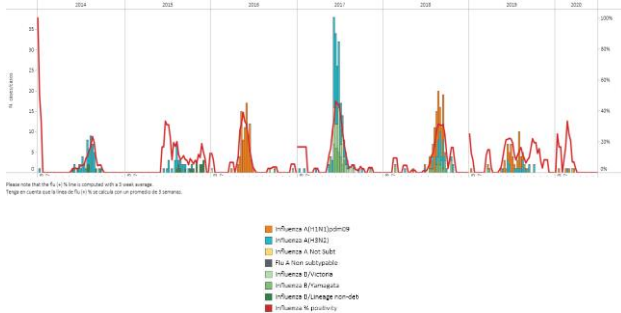 2014 2015 2016 2017 2018 2019 2020
35
30
25
20
15
10
5
0
100%
80%
60%
40%
20%
0%
Please note that the flu (+) % line is computed with a 3 week average.
Tenga en cuenta que la línea de flu (+) % se calcula con un promedio de 3 semanas.
Influenza A(H1N1)pdm09
Influenza A(H3N2)
Influenza A Not Subt
Flu A Non subtypable
Influenza B/Victoria
Influenza B/Yamagata
Influenza B/Lineage non-det
Influenza % positivity